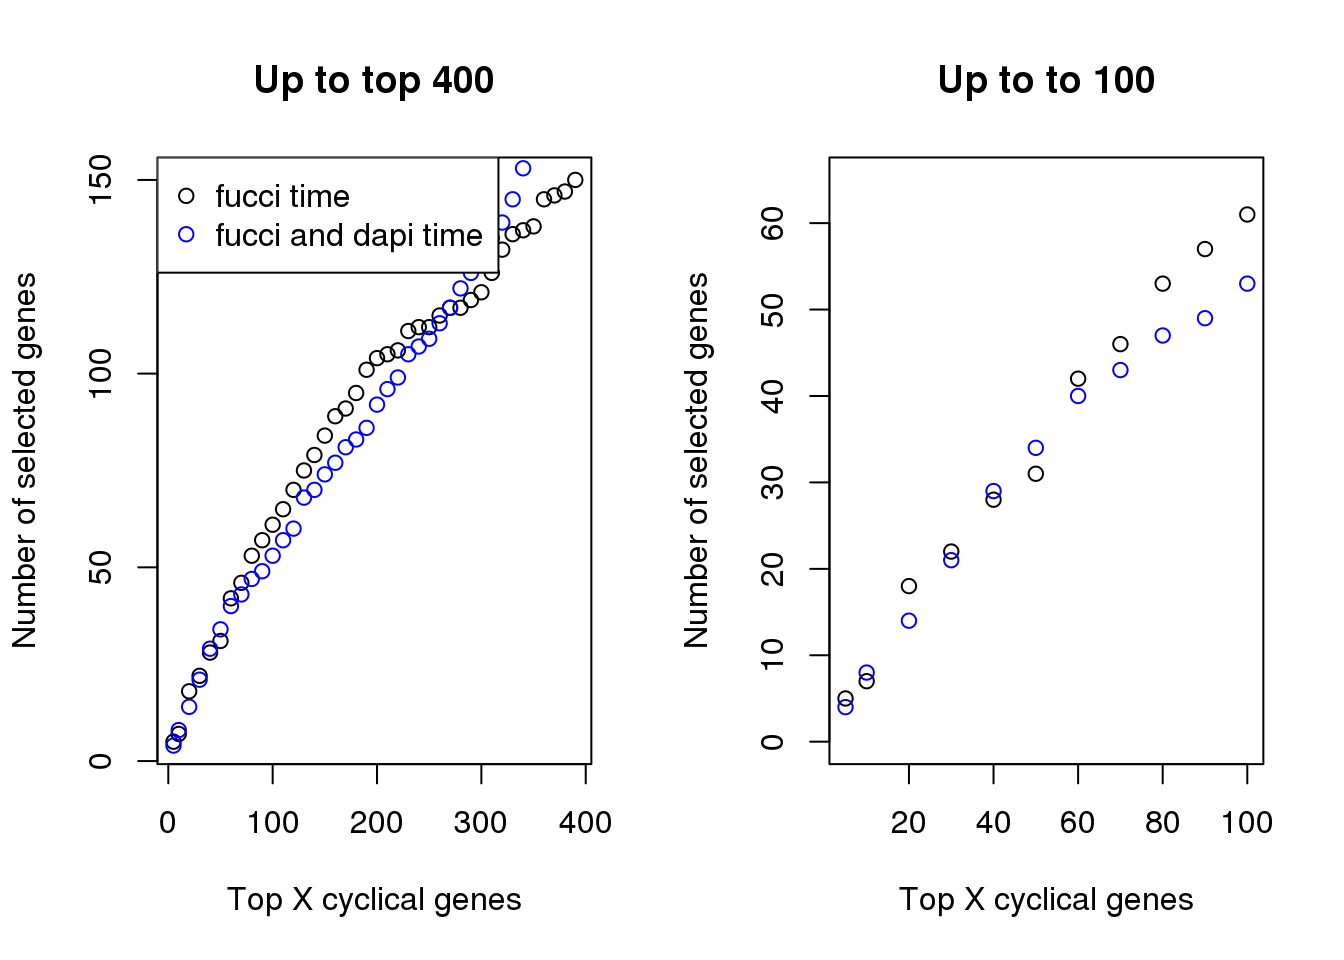 Up to top 400
Number of selected genes
150
100
50
0
fucci time
fucci and dapi time
0 100 200 300 400
Top X cyclical genes
Up to to 100
Number of selected genes
60
50
40
30
20
10
0
20 40 60 80 100
Top X cyclical genes